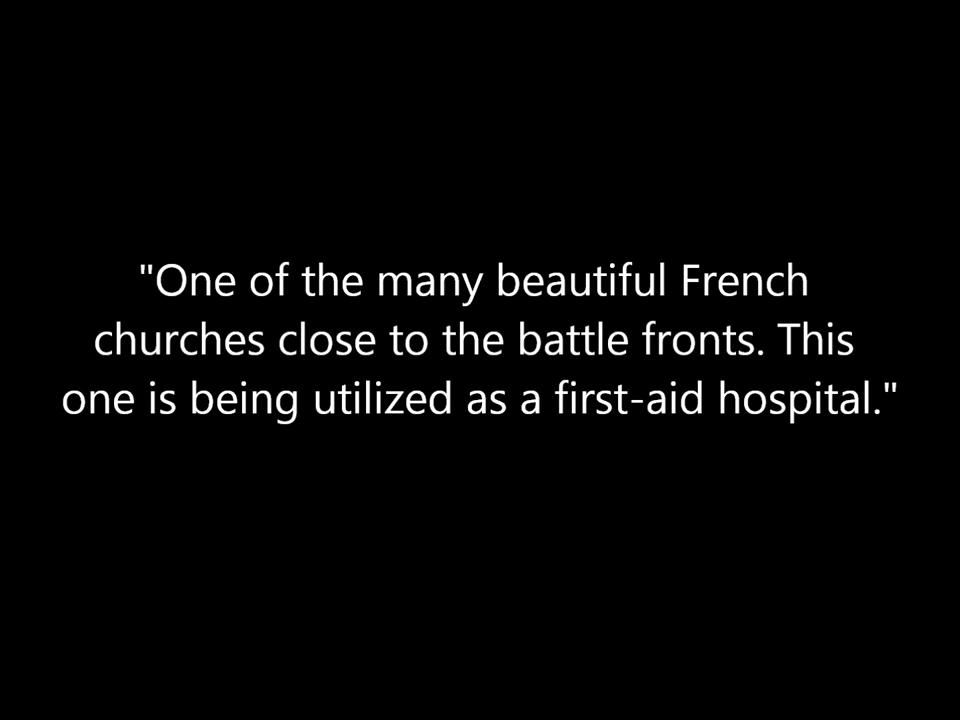 "One of the many beautiful French
churches close to the battle fronts. This
one is being utilized as a first-aid hospital."